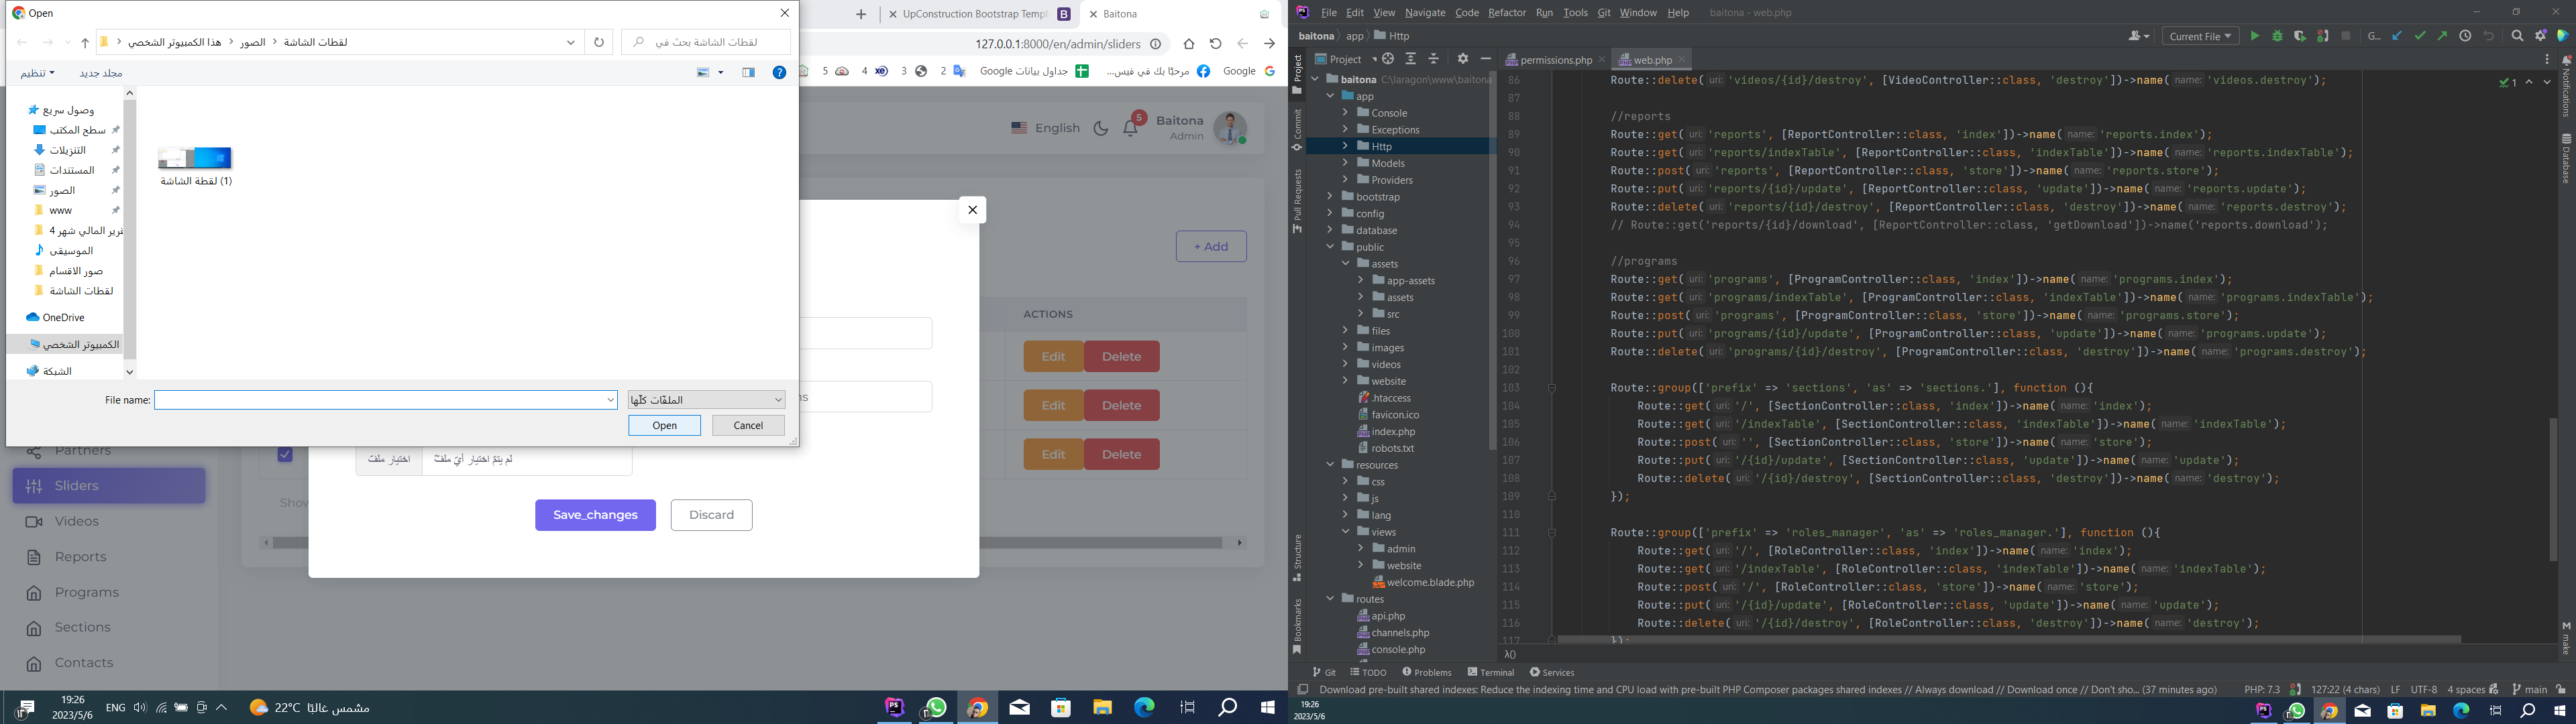 Open
لقطات الشاشة
الصور
هذا الكمبيوتر الشخصي
لقطات الشاشة بحث في
تنظيم
مجلد جديد
وصول سريع
سطح المكتب
التنزيلات
المستندات
الصور
www
قرير المالي شهر 4
الموسيقى
صور الاقسام
لقطات الشاشة
OneDrive
الكمبيوتر الشخصي
الشبكة
لقطة الشاشة (1)
File name:
الملفّات كلّها
Open
Cancel
UpConstruction Bootstrap Templ
Baitona
127.0.0.1:8000/en/admin/sliders
5
4
3
2
جداول بيانات Google
مرحبًا بك في فيس...
Google
English
5
Baitona
Admin
+ Add
ACTIONS
Edit
Delete
Edit
Delete
Edit
Delete
اختيار ملف
لم يتمّ اختيار أيّ ملفّ
Save_changes
Discard
Partners
Sliders
Videos
Reports
Programs
Sections
Contacts
Show
19:26
2023/5/6
ENG
22°C
مشمس غالبًا
File Edit View Navigate Code Refactor Run Tools Git Window Help
baitona - web.php
baitona
app
Http
Current File
G...
Project
permissions.php
web.php
baitona C:\laragon\www\baitona
app
Console
Exceptions
Http
Models
Providers
bootstrap
config
database
public
assets
app-assets
assets
src
files
images
videos
website
.htaccess
favicon.ico
index.php
robots.txt
resources
css
js
lang
views
admin
website
welcome.blade.php
routes
api.php
channels.php
console.php
Project
Commit
Pull Requests
Structure
Bookmarks
Notifications
Database
make
1
86 Route::delete( uri: 'videos/{id}/destroy', [VideoController::class, 'destroy'])->name( name: 'videos.destroy');
87
88 //reports
89 Route::get( uri: 'reports', [ReportController::class, 'index'])->name( name: 'reports.index');
90 Route::get( uri: 'reports/indexTable', [ReportController::class, 'indexTable'])->name( name: 'reports.indexTable');
91 Route::post( uri: 'reports', [ReportController::class, 'store'])->name( name: 'reports.store');
92 Route::put( uri: 'reports/{id}/update', [ReportController::class, 'update'])->name( name: 'reports.update');
93 Route::delete( uri: 'reports/{id}/destroy', [ReportController::class, 'destroy'])->name( name: 'reports.destroy');
94 // Route::get('reports/{id}/download', [ReportController::class, 'getDownload'])->name('reports.download');
95
96 //programs
97 Route::get( uri: 'programs', [ProgramController::class, 'index'])->name( name: 'programs.index');
98 Route::get( uri: 'programs/indexTable', [ProgramController::class, 'indexTable'])->name( name: 'programs.indexTable');
99 Route::post( uri: 'programs', [ProgramController::class, 'store'])->name( name: 'programs.store');
100 Route::put( uri: 'programs/{id}/update', [ProgramController::class, 'update'])->name( name: 'programs.update');
101 Route::delete( uri: 'programs/{id}/destroy', [ProgramController::class, 'destroy'])->name( name: 'programs.destroy');
102
103 Route::group(['prefix' => 'sections', 'as' => 'sections.'], function (){
104 Route::get( uri: '/', [SectionController::class, 'index'])->name( name: 'index');
105 Route::get( uri: '/indexTable', [SectionController::class, 'indexTable'])->name( name: 'indexTable');
106 Route::post( uri: '', [SectionController::class, 'store'])->name( name: 'store');
107 Route::put( uri: '/{id}/update', [SectionController::class, 'update'])->name( name: 'update');
108 Route::delete( uri: '/{id}/destroy', [SectionController::class, 'destroy'])->name( name: 'destroy');
109 });
110
111 Route::group(['prefix' => 'roles_manager', 'as' => 'roles_manager.'], function (){
112 Route::get( uri: '/', [RoleController::class, 'index'])->name( name: 'index');
113 Route::get( uri: '/indexTable', [RoleController::class, 'indexTable'])->name( name: 'indexTable');
114 Route::post( uri: '/', [RoleController::class, 'store'])->name( name: 'store');
115 Route::put( uri: '/{id}/update', [RoleController::class, 'update'])->name( name: 'update');
116 Route::delete( uri: '/{id}/destroy', [RoleController::class, 'destroy'])->name( name: 'destroy');
117 });
λ()
Git TODO Problems Terminal Services
Download pre-built shared indexes: Reduce the indexing time and CPU load with pre-built PHP Composer packages shared indexes // Always download // Download once // Don't sho... (37 minutes ago)
PHP: 7.3
127:22 (4 chars) LF UTF-8 4 spaces main
19:26
2023/5/6